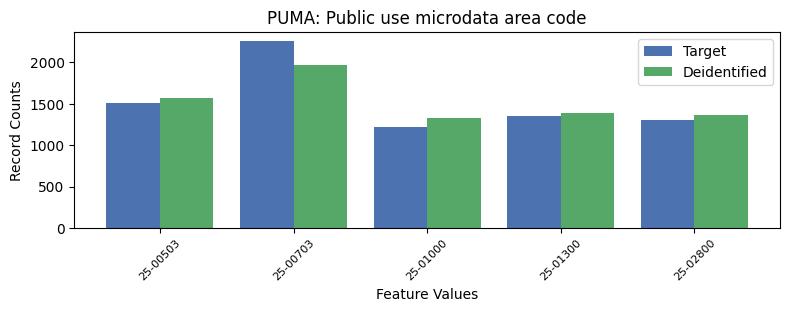 PUMA: Public use microdata area code
Target
Deidentified
Record Counts
2000
1500
1000
500
0
25-00503
25-00703
25-01000
25-01300
25-02800
Feature Values